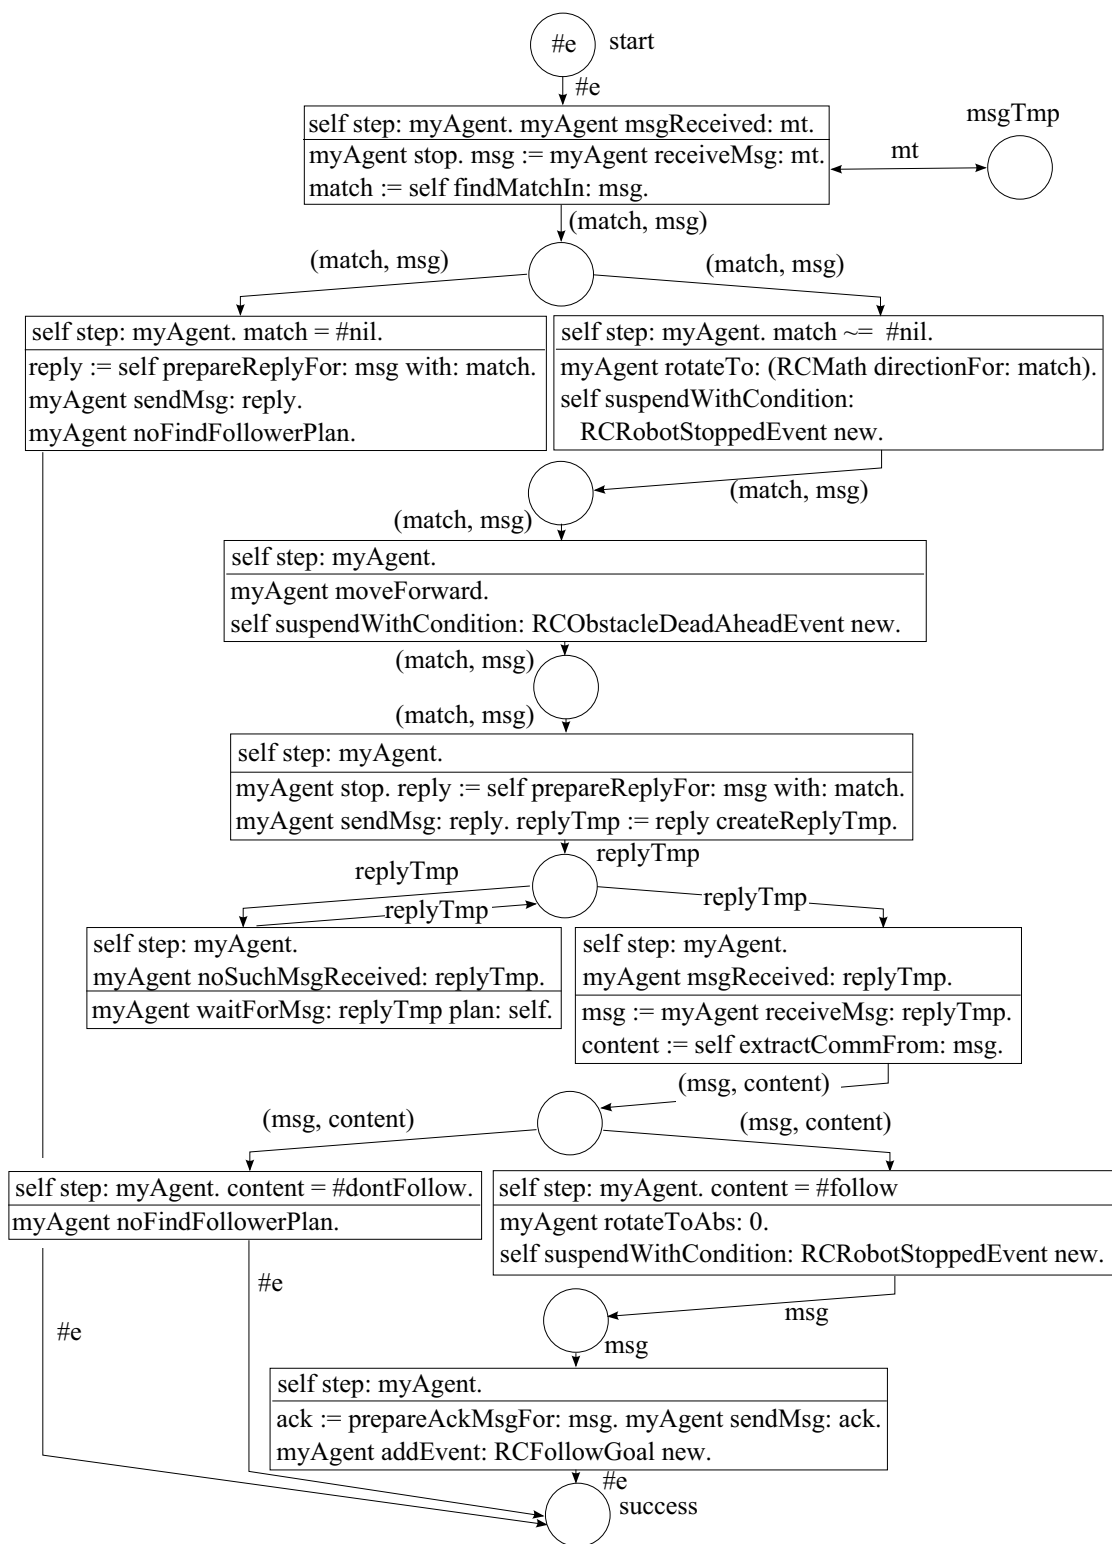 #e
start
#e
msgTmp
self step: myAgent. myAgent msgReceived: mt.
myAgent stop. msg := myAgent receiveMsg: mt.
match := self findMatchIn: msg.
mt
(match, msg)
(match, msg)
(match, msg)
self step: myAgent. match = #nil.
reply := self prepareReplyFor: msg with: match.
myAgent sendMsg: reply.
myAgent noFindFollowerPlan.
self step: myAgent. match ~= #nil.
myAgent rotateTo: (RCMath directionFor: match).
self suspendWithCondition:
RCRobotStoppedEvent new.
(match, msg)
(match, msg)
self step: myAgent.
myAgent moveForward.
self suspendWithCondition: RCObstacleDeadAheadEvent new.
(match, msg)
(match, msg)
self step: myAgent.
myAgent stop. reply := self prepareReplyFor: msg with: match.
myAgent sendMsg: reply. replyTmp := reply createReplyTmp.
replyTmp
replyTmp
replyTmp
replyTmp
self step: myAgent.
myAgent noSuchMsgReceived: replyTmp.
myAgent waitForMsg: replyTmp plan: self.
self step: myAgent.
myAgent msgReceived: replyTmp.
msg := myAgent receiveMsg: replyTmp.
content := self extractCommFrom: msg.
(msg, content)
(msg, content)
(msg, content)
self step: myAgent. content = #dontFollow.
myAgent noFindFollowerPlan.
self step: myAgent. content = #follow
myAgent rotateToAbs: 0.
self suspendWithCondition: RCRobotStoppedEvent new.
#e
#e
msg
msg
self step: myAgent.
ack := prepareAckMsgFor: msg. myAgent sendMsg: ack.
myAgent addEvent: RCFollowGoal new.
#e
success